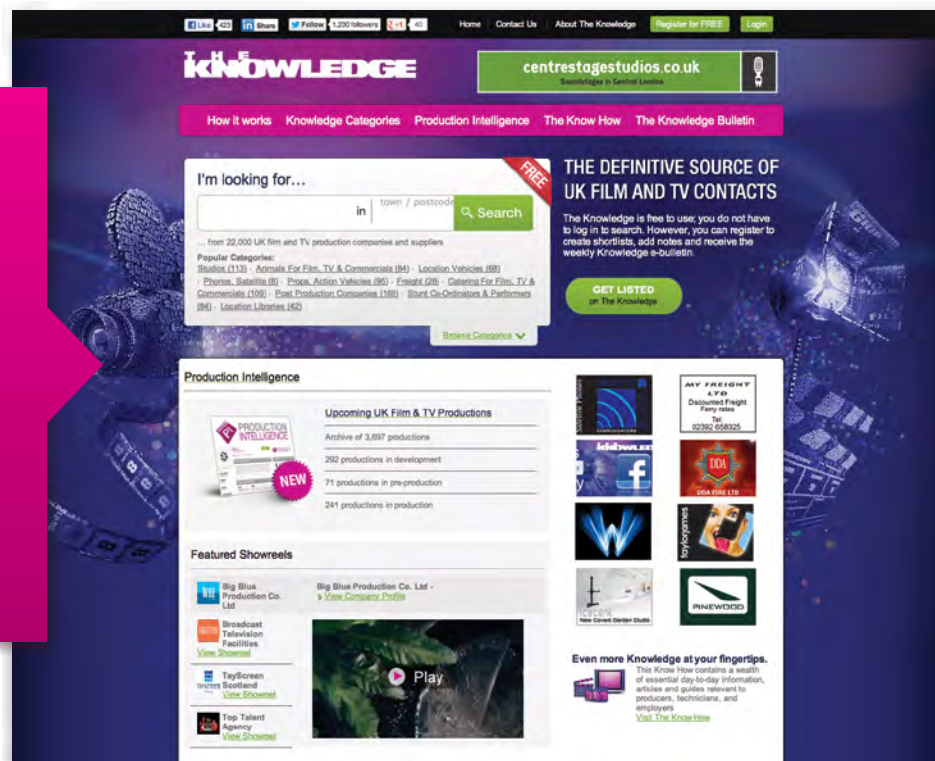 Like 423 in Share Follow 1,230 followers +1 40 Home Contact Us About The Knowledge Register for FREE Login
THE
KNOWLEDGE
centrestagestudios.co.uk
Soundstages in Central London
How it works Knowledge Categories Production Intelligence The Know How The Knowledge Bulletin
I'm looking for...
FREE
in town / postcode Search
... from 22,000 UK film and TV production companies and suppliers
Popular Categories:
Studios (113) - Animals For Film, TV & Commercials (84) - Location Vehicles (68)
- Phones, Satellite (8) - Props, Action Vehicles (95) - Freight (28) - Catering For Film, TV &
Commercials (109) - Post Production Companies (169) - Stunt Co-Ordinators & Performers
(84) - Location Libraries (42)
Browse Categories
THE DEFINITIVE SOURCE OF
UK FILM AND TV CONTACTS
The Knowledge is free to use; you do not have
to log in to search. However, you can register to
create shortlists, add notes and receive the
weekly Knowledge e-bulletin.
GET LISTED
on The Knowledge
Production Intelligence
PRODUCTION
INTELLIGENCE
NEW
Upcoming UK Film & TV Productions
Archive of 3,697 productions
292 productions in development
71 productions in pre-production
241 productions in production
Featured Showreels
Big Blue
Production Co.
Ltd
Broadcast
Television
Facilities
View Showreel
TayScreen
Scotland
View Showreel
Top Talent
Agency
View Showreel
Big Blue Production Co. Ltd -
View Company Profile
Play
MY FREIGHT
LTD
Discounted Freight
Ferry rates
Tel:
02392 658325
KNOWLEDGE
DDA
DDA FIRE LTD
taylorjames
New Covent Garden Studio
PINEWOOD
Even more Knowledge at your fingertips.
This Know How contains a wealth
of essential day-to-day information,
articles and guides relevant to
producers, technicians, and
employers
Visit The Know How